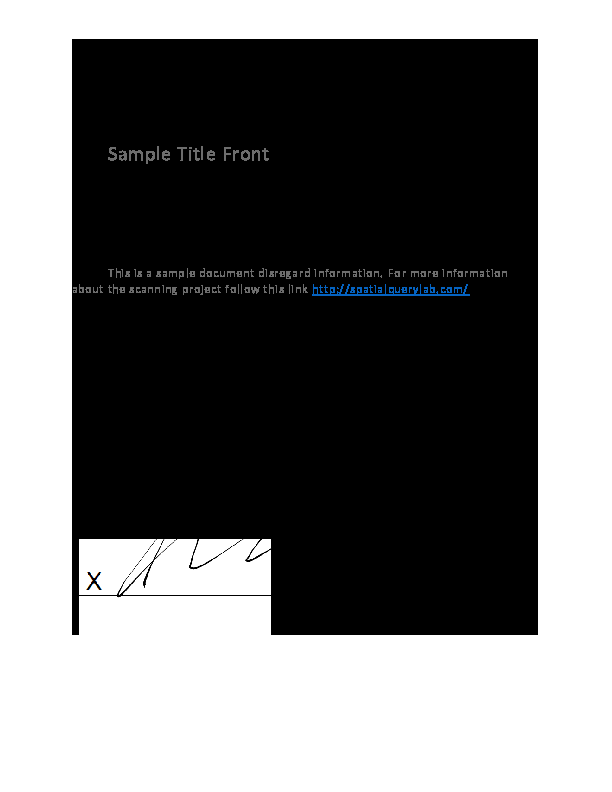 Sample Title Front
This is a sample document disregard information. For more information
about the scanning project follow this link http://spatialquerylab.com/
X